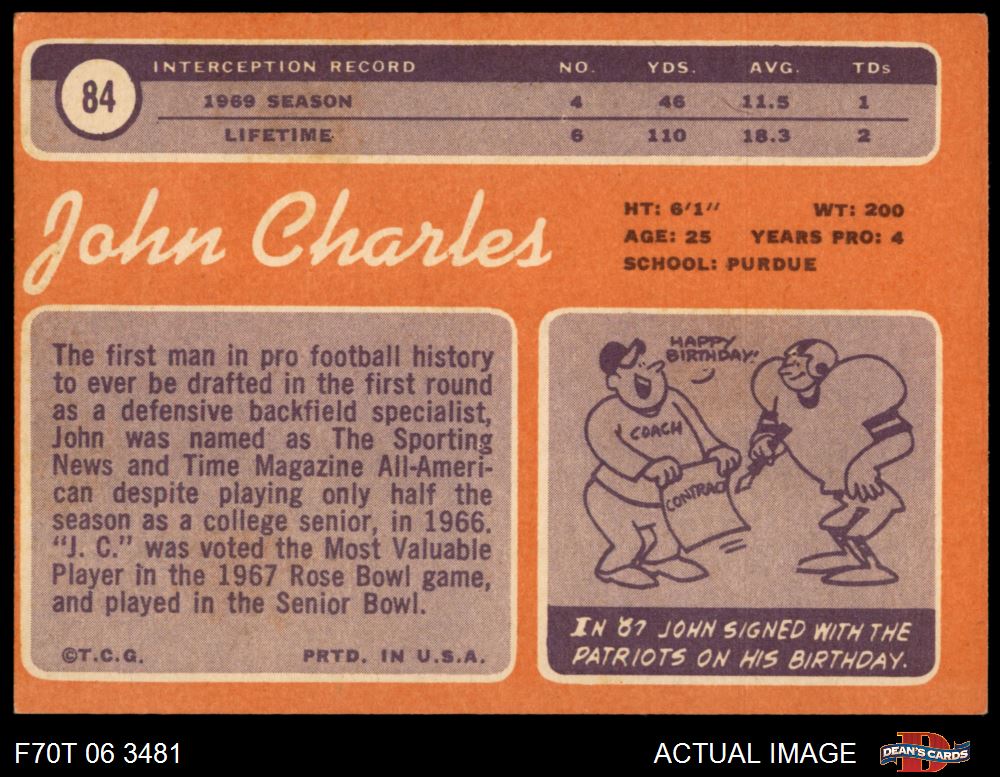 84
INTERCEPTION RECORD NO. YDS. AVG. TDs
1969 SEASON 4 46 11.5 1
LIFETIME 6 110 18.3 2
John Charles
HT: 6'1" WT: 200
AGE: 25 YEARS PRO: 4
SCHOOL: PURDUE
The first man in pro football history
to ever be drafted in the first round
as a defensive backfield specialist,
John was named as The Sporting
News and Time Magazine All-Ameri-
can despite playing only half the
season as a college senior, in 1966.
"J. C." was voted the Most Valuable
Player in the 1967 Rose Bowl game,
and played in the Senior Bowl.
©T.C.G. PRTD. IN U.S.A.
HAPPY
BIRTHDAY!
COACH
CONTRACT
IN '67 JOHN SIGNED WITH THE
PATRIOTS ON HIS BIRTHDAY.
F70T 06 3481 ACTUAL IMAGE DEAN'S CARDS